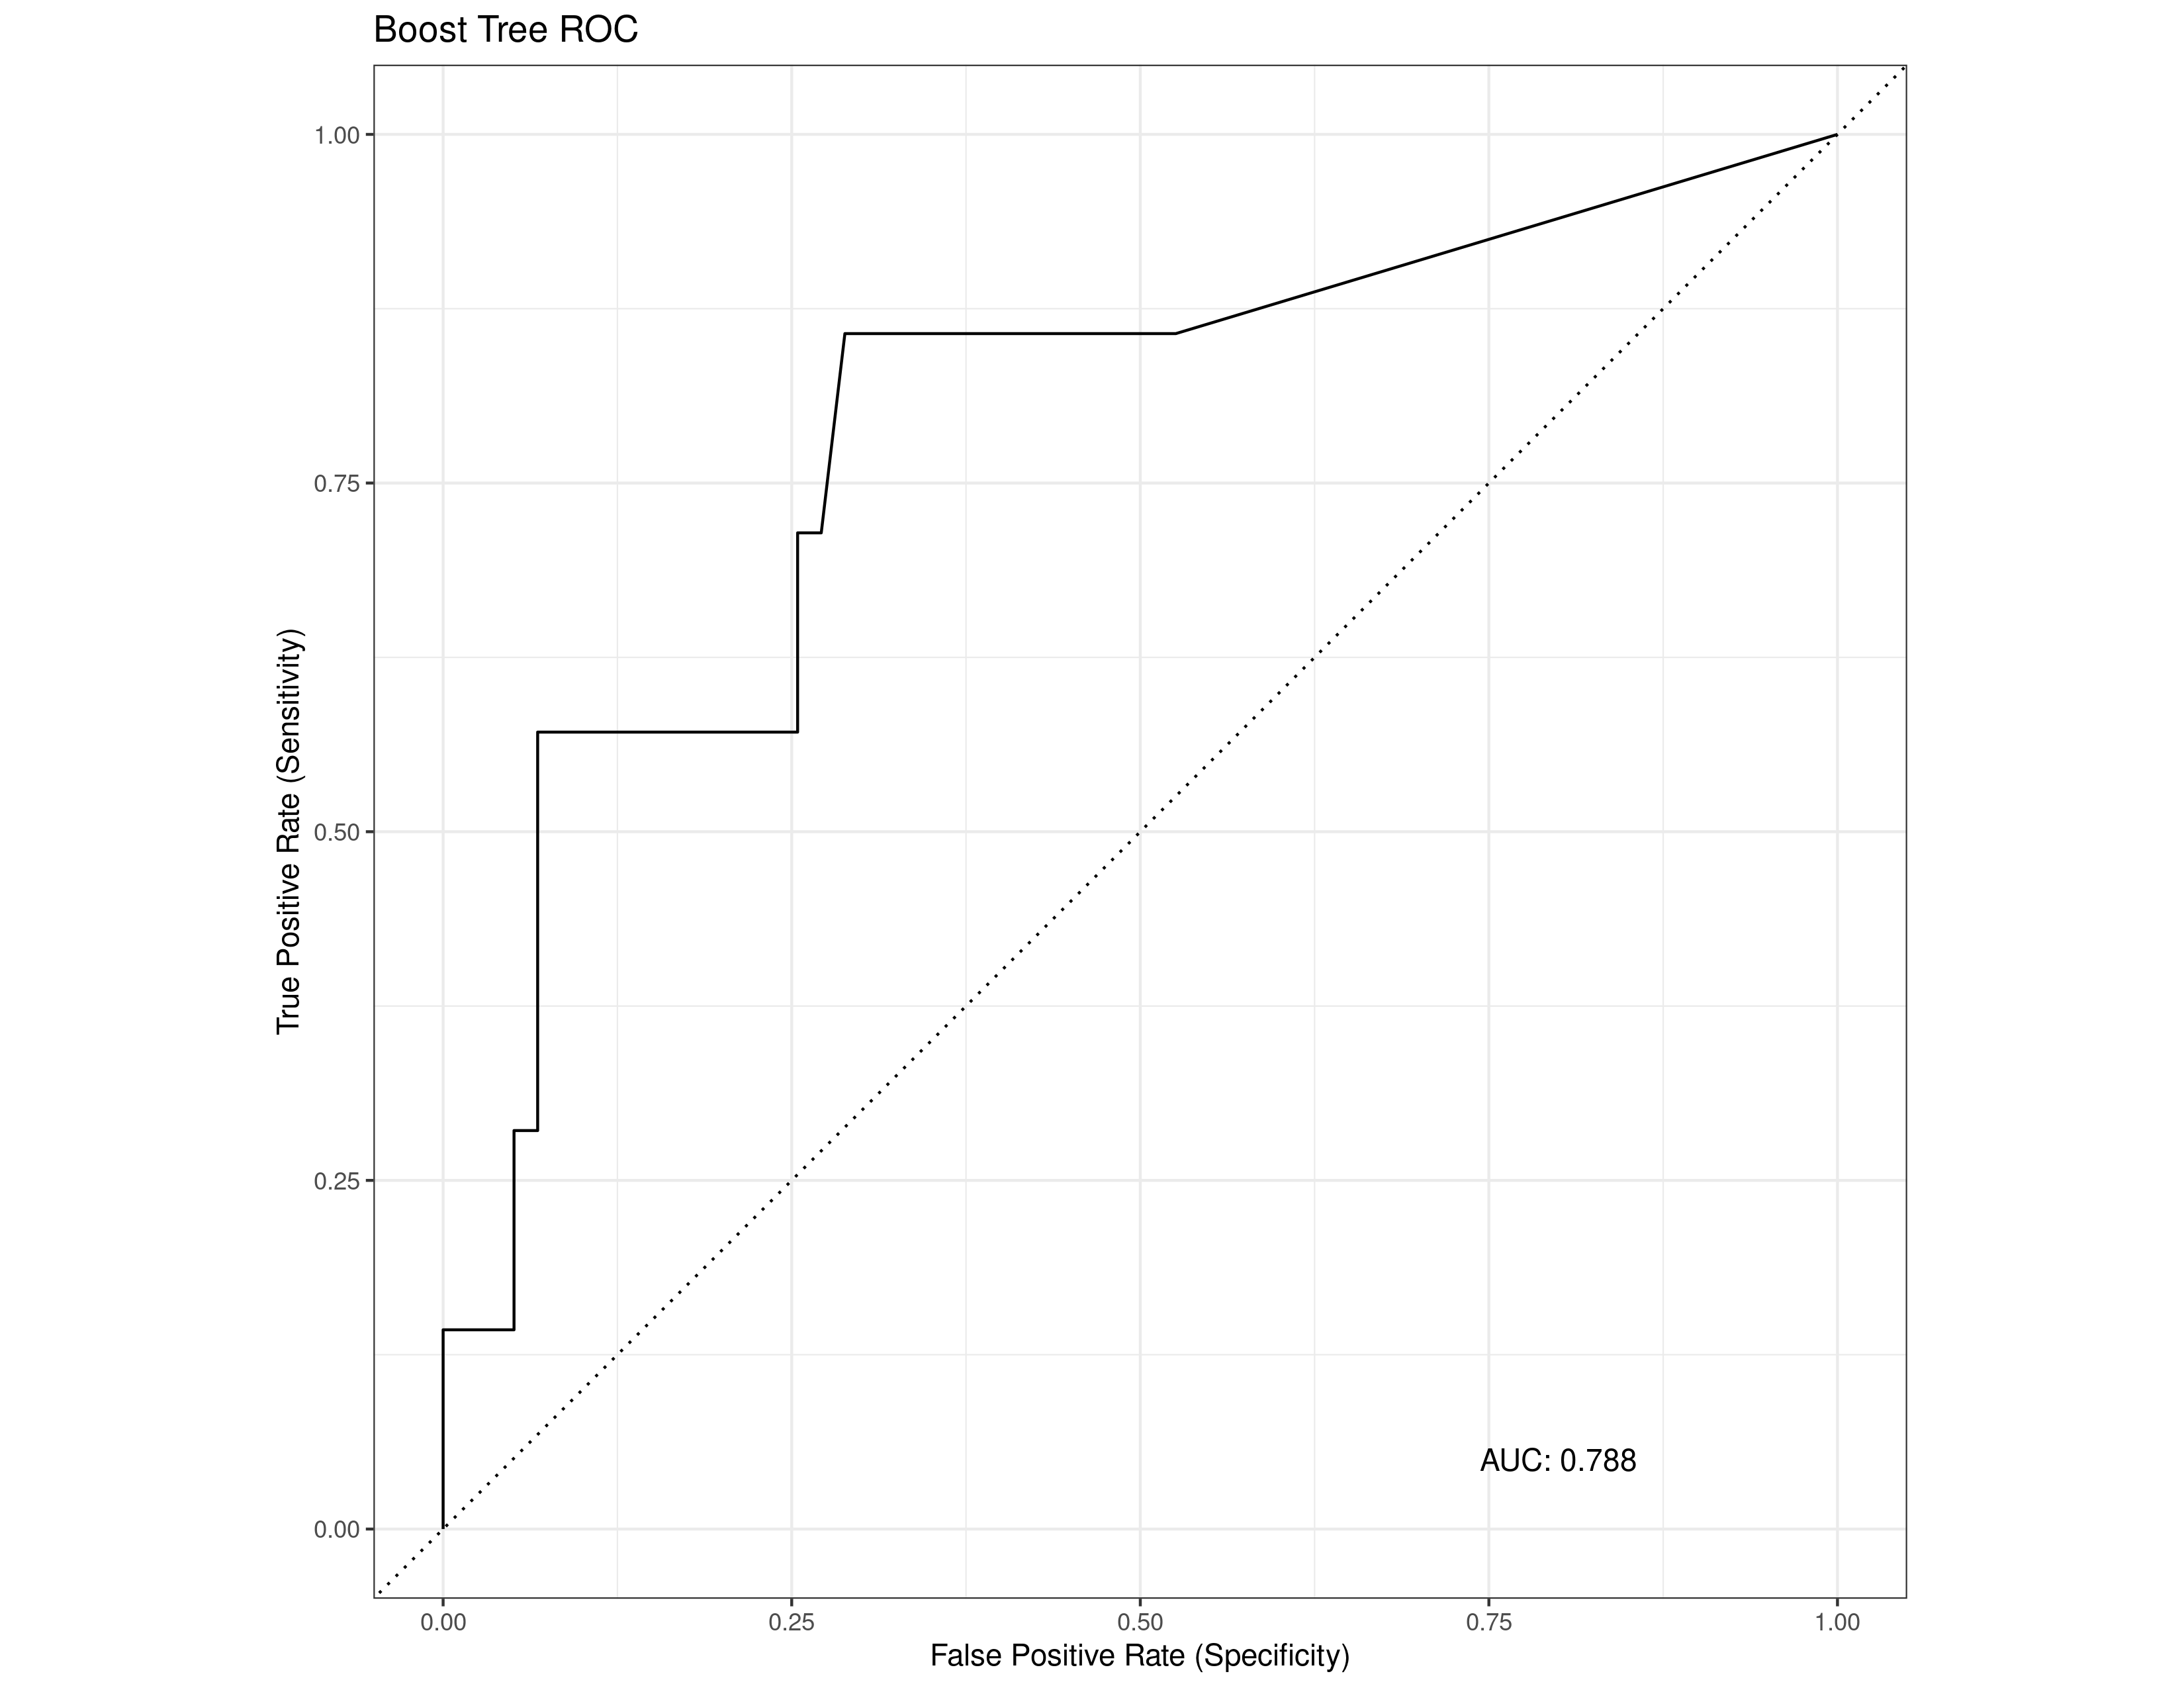 Boost Tree ROC
True Positive Rate (Sensitivity)
1.00
0.75
0.50
0.25
0.00
AUC: 0.788
0.00 0.25 0.50 0.75 1.00
False Positive Rate (Specificity)